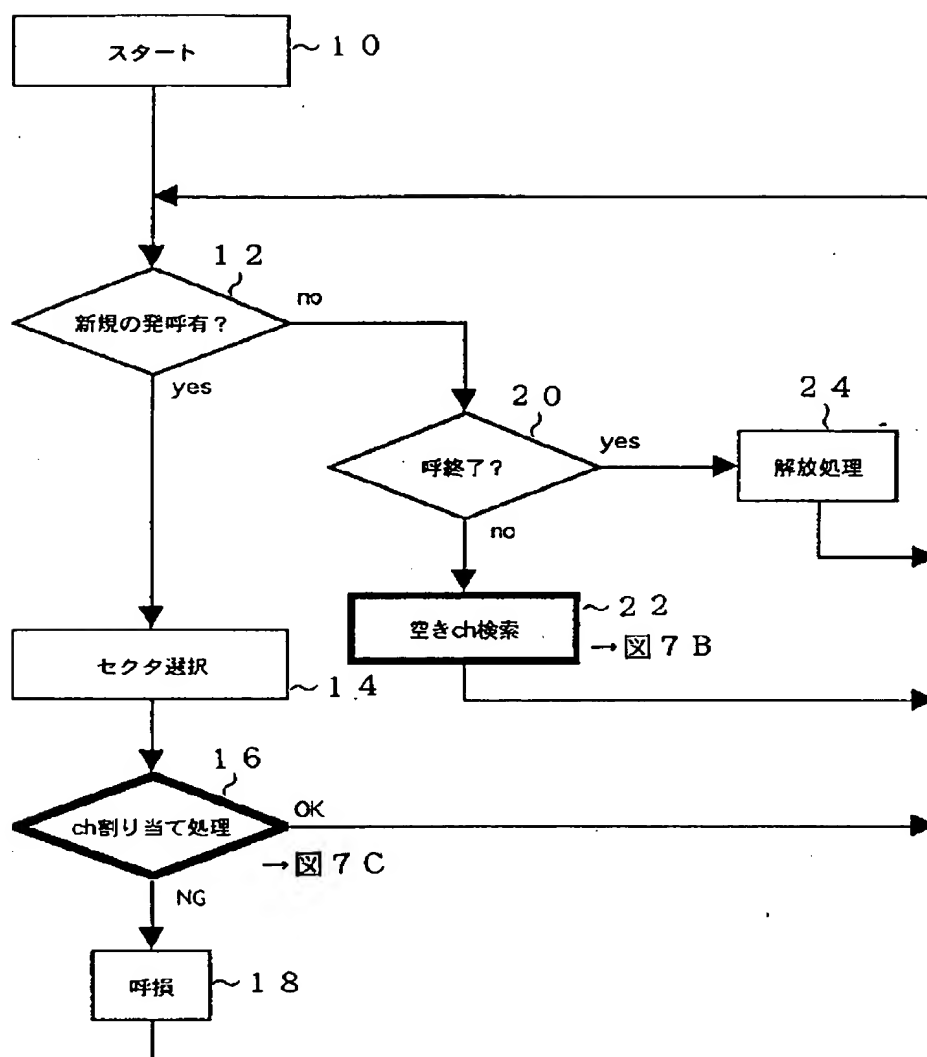 スタート
～１０
１２
新規の発呼有？
no
yes
２０
呼終了？
yes
no
２４
解放処理
空きch検索
～２２
→図７Ｂ
セクタ選択
～１４
１６
ch割り当て処理
OK
→図７Ｃ
NG
呼損
～１８